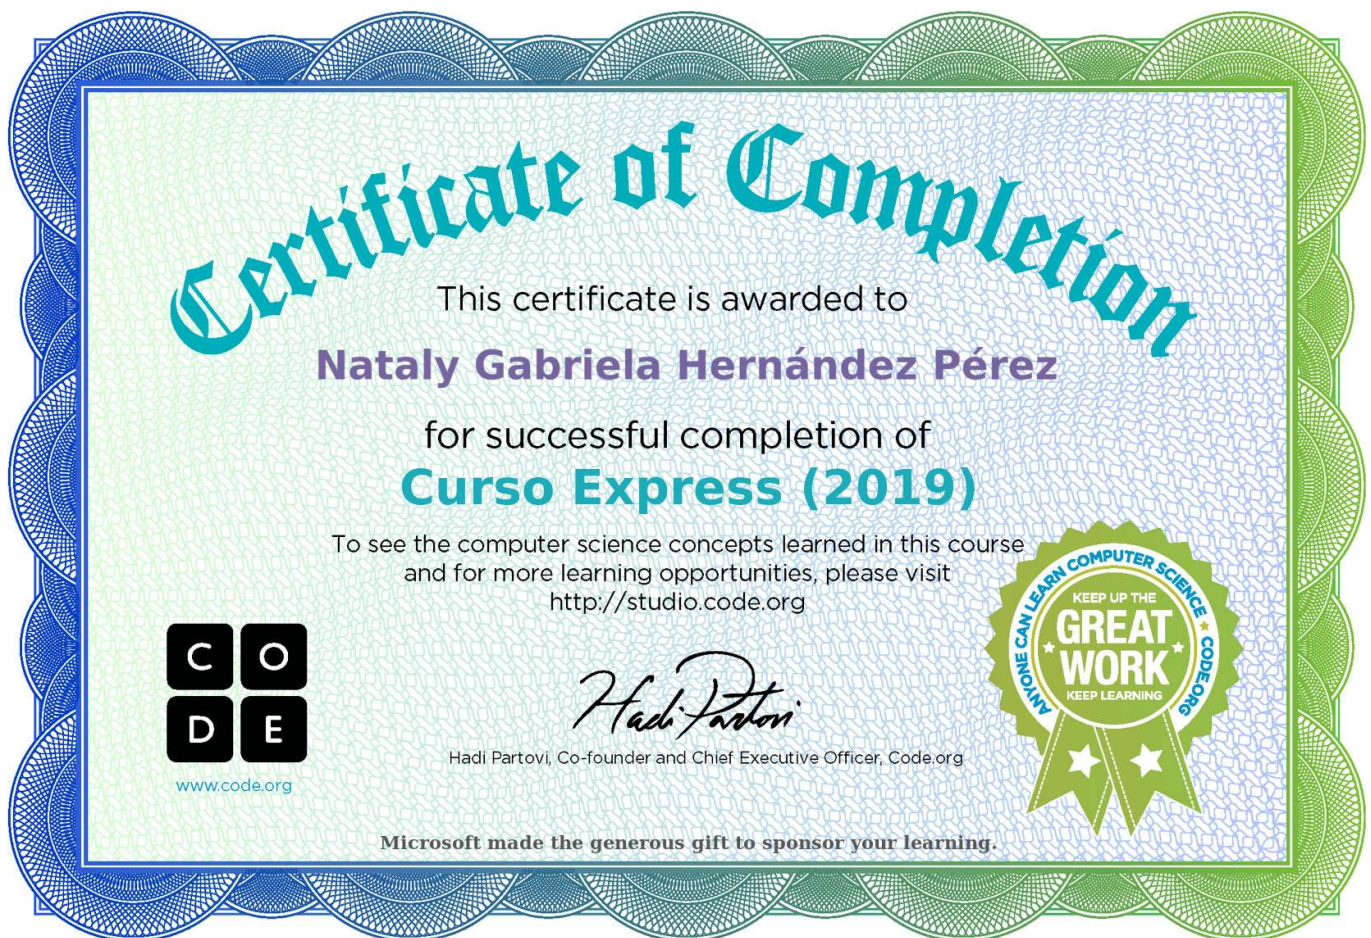 Certificate of Completion
This certificate is awarded to
Nataly Gabriela Hernández Pérez
for successful completion of
Curso Express (2019)
To see the computer science concepts learned in this course
and for more learning opportunities, please visit
http://studio.code.org
C O
D E
www.code.org
Hadi Partovi
Hadi Partovi, Co-founder and Chief Executive Officer, Code.org
ANYONE CAN LEARN COMPUTER SCIENCE ★ CODE.ORG
KEEP UP THE
GREAT
WORK
KEEP LEARNING
Microsoft made the generous gift to sponsor your learning.